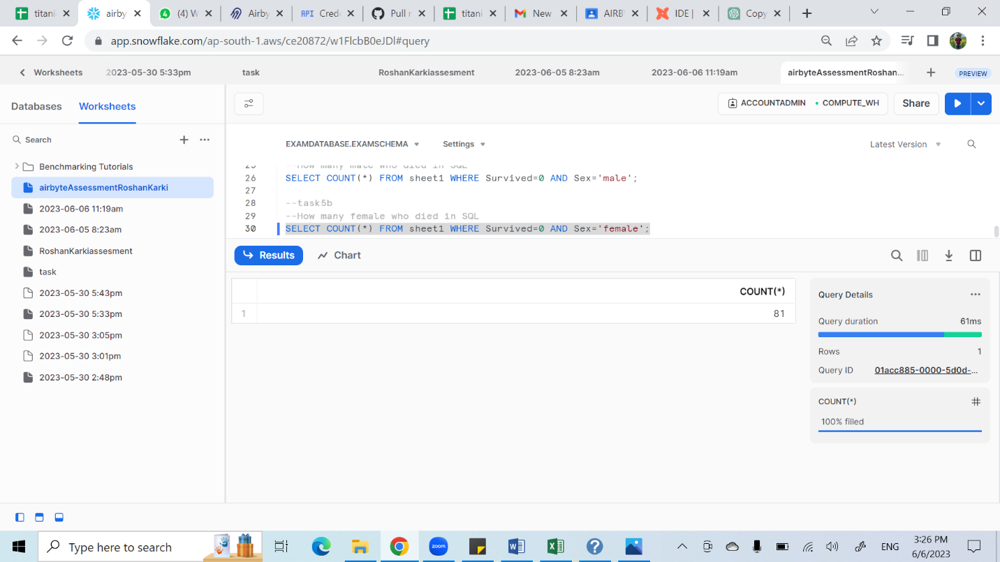 titani
airby
(4) W
Airby
API Cred
Pull r
titani
New
AIRB
IDE |
Copy
app.snowflake.com/ap-south-1.aws/ce20872/w1FlcbB0eJDl#query
Worksheets
2023-05-30 5:33pm
task
RoshanKarkiassesment
2023-06-05 8:23am
2023-06-06 11:19am
airbyteAssessmentRoshan...
PREVIEW
Databases
Worksheets
ACCOUNTADMIN
COMPUTE_WH
Share
Search
EXAMDATABASE.EXAMSCHEMA
Settings
Latest Version
Benchmarking Tutorials
airbyteAssessmentRoshanKarki
2023-06-06 11:19am
2023-06-05 8:23am
RoshanKarkiassesment
task
2023-05-30 5:43pm
2023-05-30 5:33pm
2023-05-30 3:05pm
2023-05-30 3:01pm
2023-05-30 2:48pm
25 --How many male who died in SQL
26 SELECT COUNT(*) FROM sheet1 WHERE Survived=0 AND Sex='male';
27
28 --task5b
29 --How many female who died in SQL
30 SELECT COUNT(*) FROM sheet1 WHERE Survived=0 AND Sex='female';
Results
Chart
COUNT(*)
1 81
Query Details
Query duration 61ms
Rows 1
Query ID 01acc885-0000-5d0d-...
COUNT(*)
100% filled
Type here to search
zoom
ENG
3:26 PM
6/6/2023